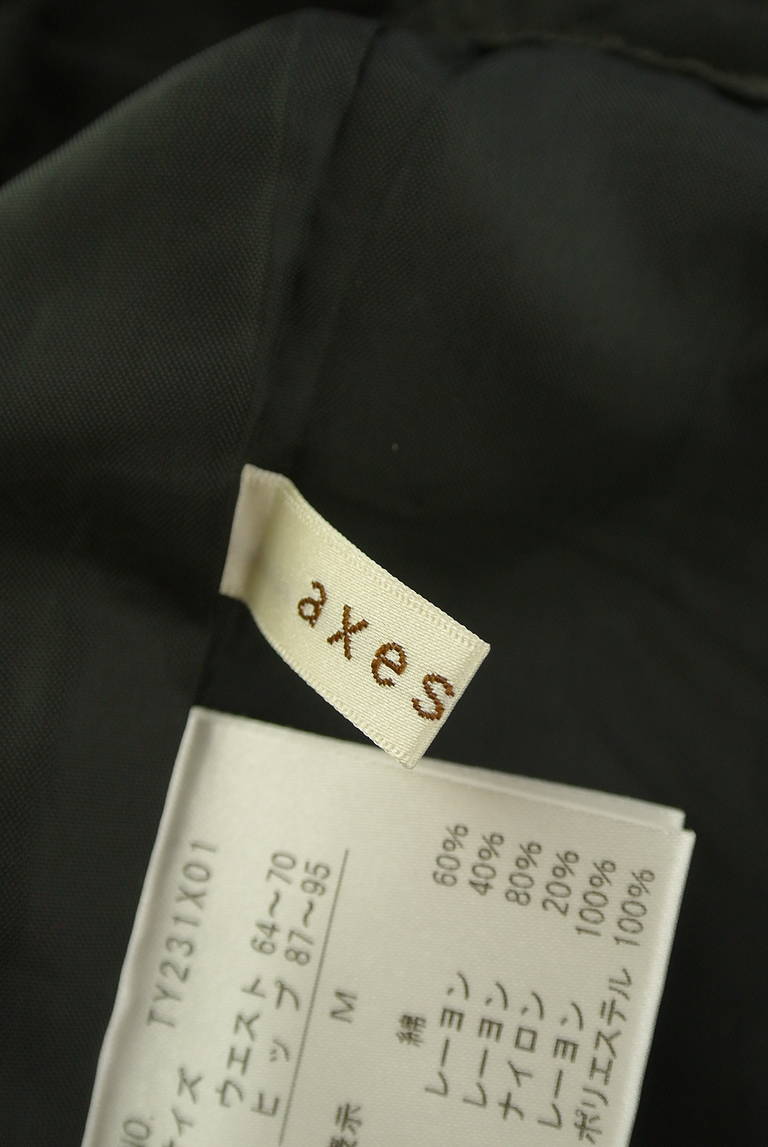 axes
NO. TY231X01
イズ
ウエスト 64～70
ヒップ 87～95
M
表示
綿 60%
レーヨン 40%
レーヨン 80%
ナイロン 20%
レーヨン 100%
ポリエステル 100%